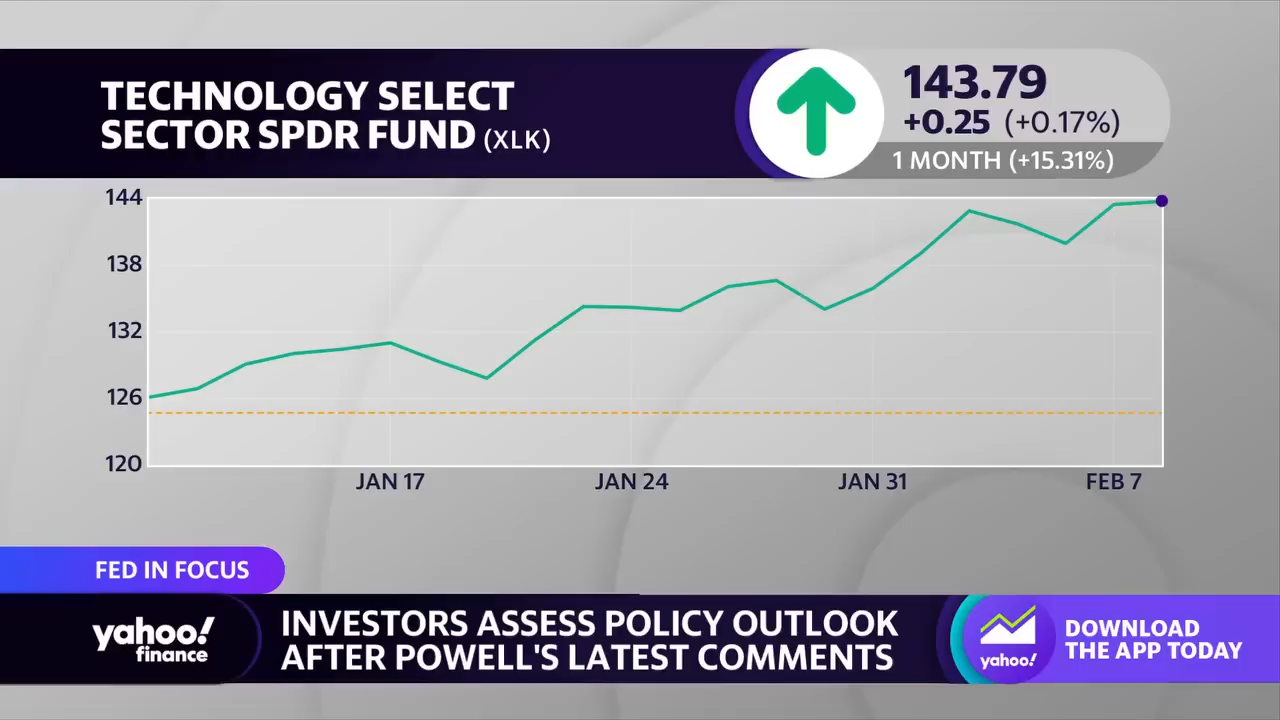 TECHNOLOGY SELECT
SECTOR SPDR FUND (XLK)
143.79
+0.25 (+0.17%)
1 MONTH (+15.31%)
144
138
132
126
120
JAN 17
JAN 24
JAN 31
FEB 7
FED IN FOCUS
yahoo!
finance
INVESTORS ASSESS POLICY OUTLOOK
AFTER POWELL'S LATEST COMMENTS
yahoo!
DOWNLOAD
THE APP TODAY